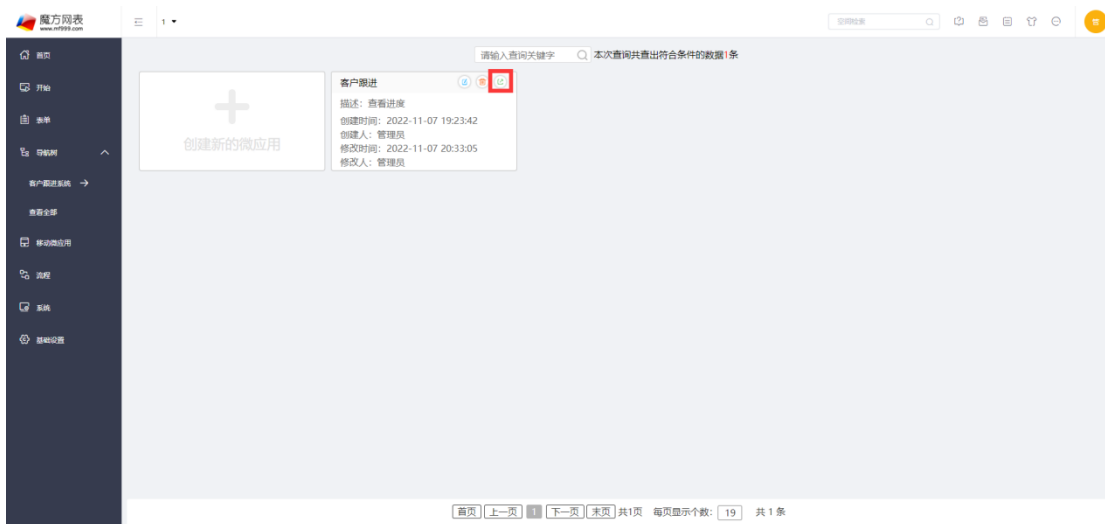 魔方网表
www.mf999.com
1
空间检索
首页
开始
表单
导航树
客户跟进系统
查看全部
移动微应用
流程
系统
基础设置
请输入查询关键字
本次查询共查出符合条件的数据1条
创建新的微应用
客户跟进
描述：查看进度
创建时间：2022-11-07 19:23:42
创建人：管理员
修改时间：2022-11-07 20:33:05
修改人：管理员
首页 上一页 1 下一页 末页 共1页 每页显示个数： 19 共 1 条